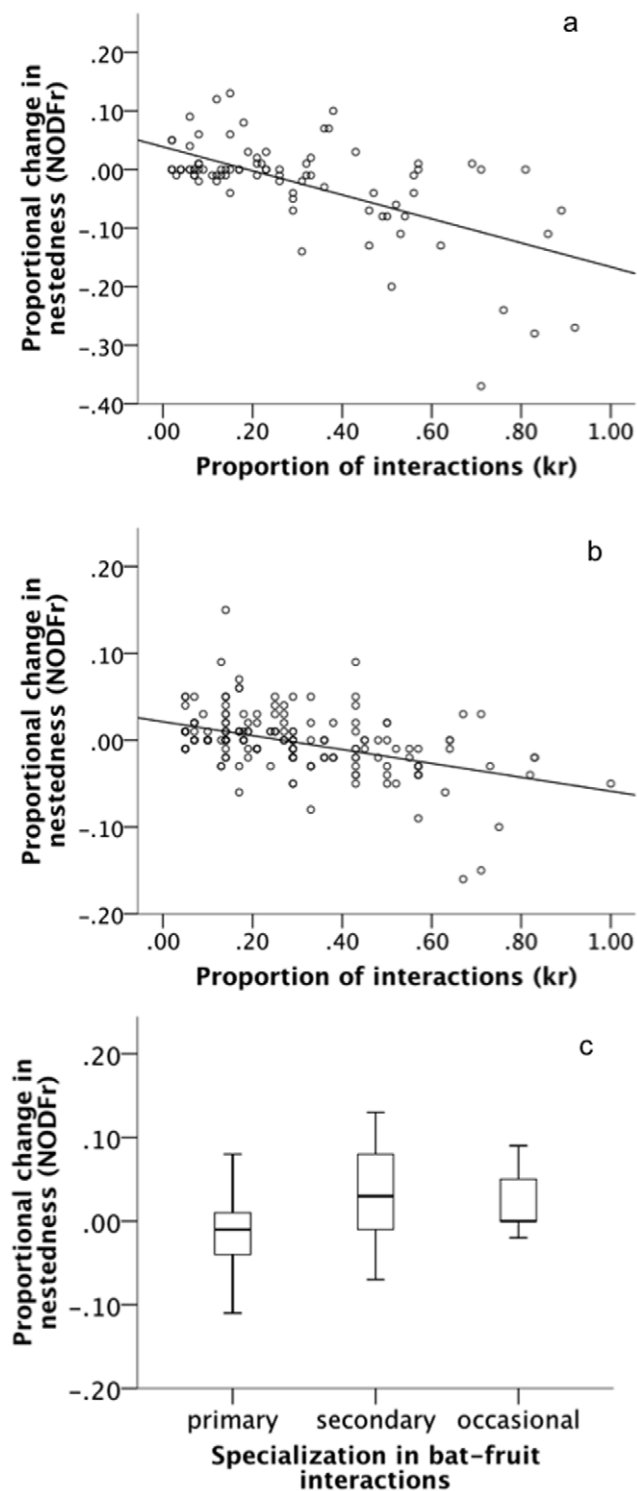 a
Proportional change in
nestedness (NODFr)
.20
.10
.00
-.10
-.20
-.30
-.40
.00 .20 .40 .60 .80 1.00
Proportion of interactions (kr)
b
Proportional change in
nestedness (NODFr)
.20
.10
.00
-.10
-.20
.00 .20 .40 .60 .80 1.00
Proportion of interactions (kr)
c
Proportional change in
nestedness (NODFr)
.20
.10
.00
-.10
-.20
primary secondary occasional
Specialization in bat-fruit
interactions